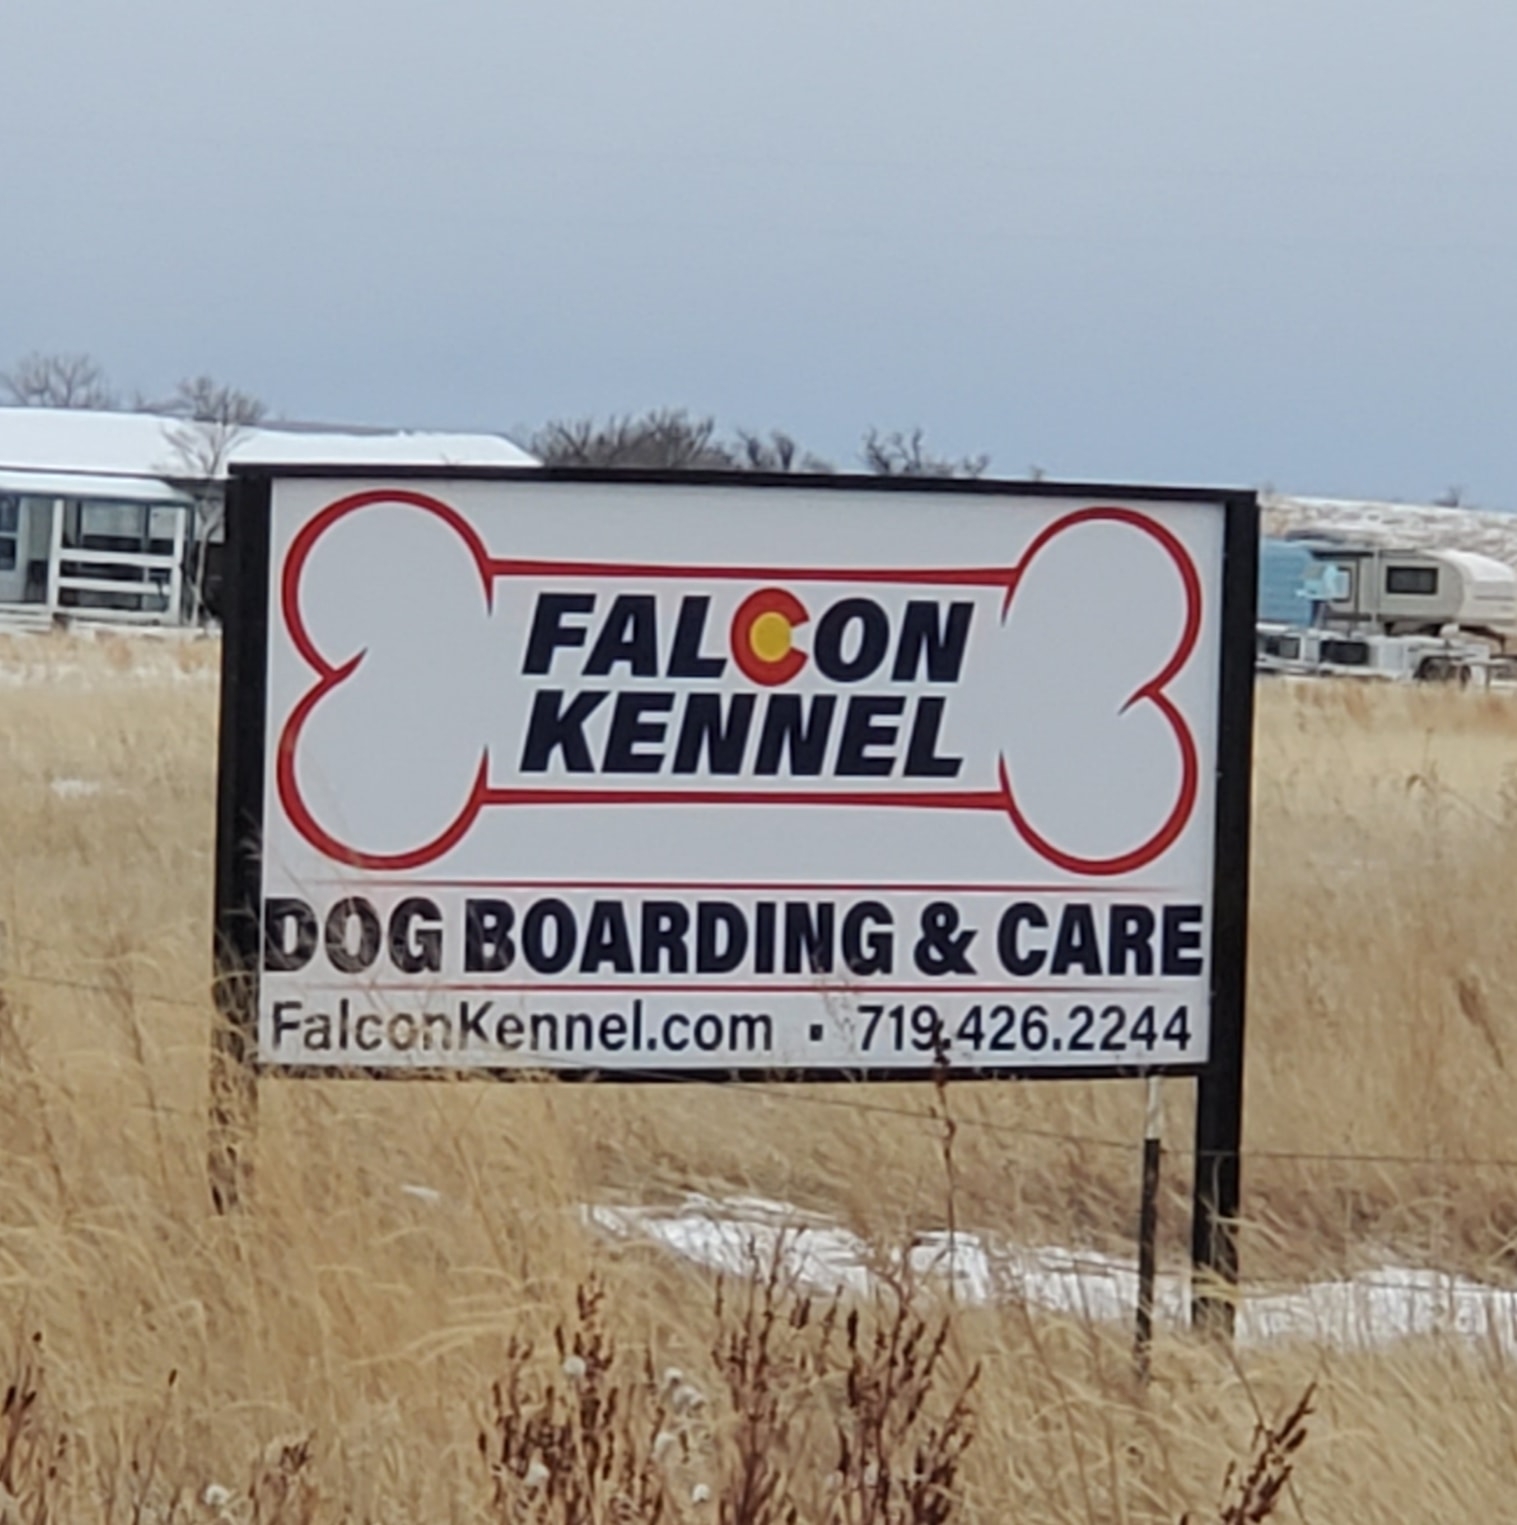 FALCON
KENNEL
DOG BOARDING & CARE
FalconKennel.com ▪ 719.426.2244